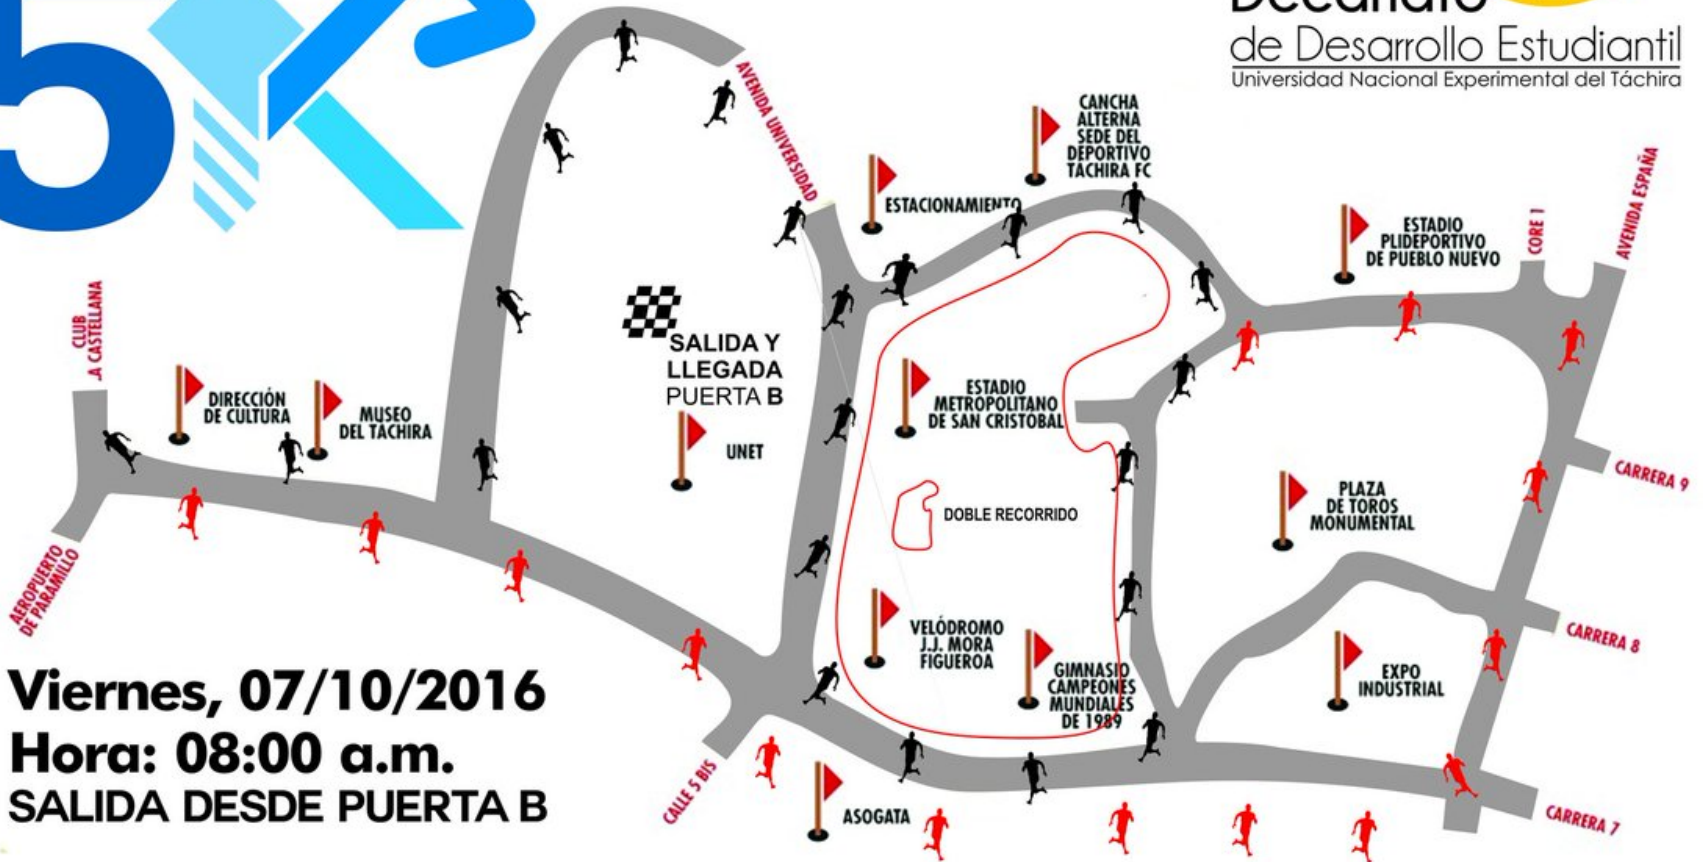 5K
Decanato
de Desarrollo Estudiantil
Universidad Nacional Experimental del Táchira
AVENIDA UNIVERSIDAD
CANCHA
ALTERNA
SEDE DEL
DEPORTIVO
TACHIRA FC
ESTACIONAMIENTO
ESTADIO
PLIDEPORTIVO
DE PUEBLO NUEVO
CORE 1
AVENIDA ESPAÑA
CLUB
LA CASTELLANA
DIRECCIÓN
DE CULTURA
MUSEO
DEL TACHIRA
SALIDA Y
LLEGADA
PUERTA B
UNET
ESTADIO
METROPOLITANO
DE SAN CRISTOBAL
DOBLE RECORRIDO
PLAZA
DE TOROS
MONUMENTAL
CARRERA 9
AEROPUERTO
DE PARAMILLO
VELÓDROMO
J.J. MORA
FIGUEROA
GIMNASIO
CAMPEONES
MUNDIALES
DE 1989
EXPO
INDUSTRIAL
CARRERA 8
Viernes, 07/10/2016
Hora: 08:00 a.m.
SALIDA DESDE PUERTA B
CALLE 5 BIS
ASOGATA
CARRERA 7